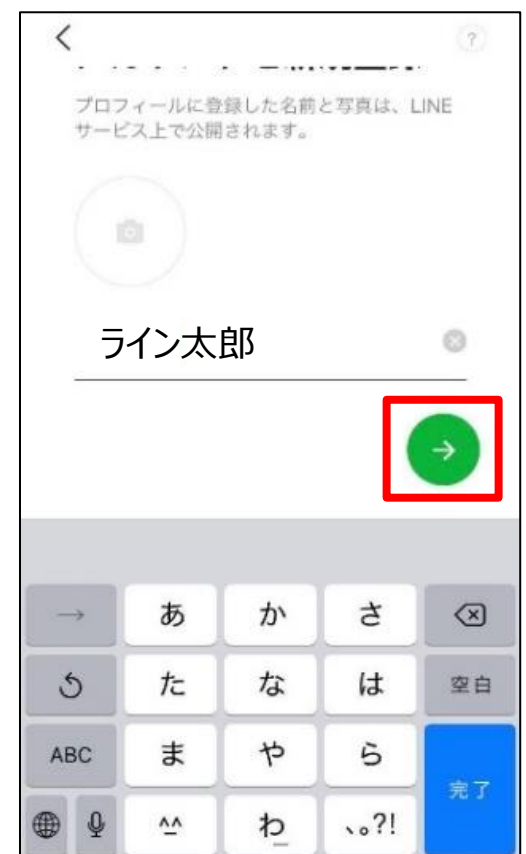 プロフィールに登録した名前と写真は、LINE
サービス上で公開されます。
ライン太郎
→ あ か さ
た な は 空白
ABC ま や ら
完了
^^ わ 、。?!